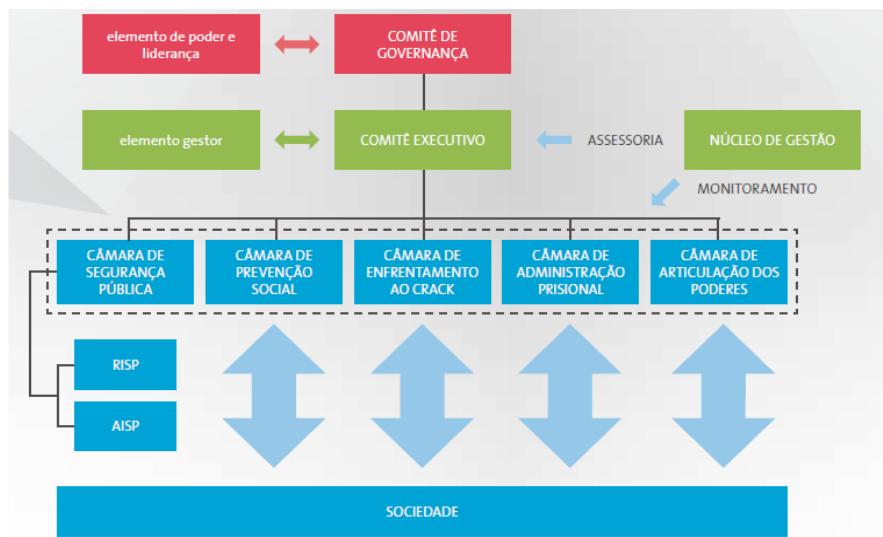 elemento de poder e
liderança
COMITÊ DE
GOVERNANÇA
elemento gestor
COMITÊ EXECUTIVO
ASSESSORIA
NÚCLEO DE GESTÃO
MONITORAMENTO
CÂMARA DE
SEGURANÇA
PÚBLICA
CÂMARA DE
PREVENÇÃO
SOCIAL
CÂMARA DE
ENFRENTAMENTO
AO CRACK
CÂMARA DE
ADMINISTRAÇÃO
PRISIONAL
CÂMARA DE
ARTICULAÇÃO DOS
PODERES
RISP
AISP
SOCIEDADE